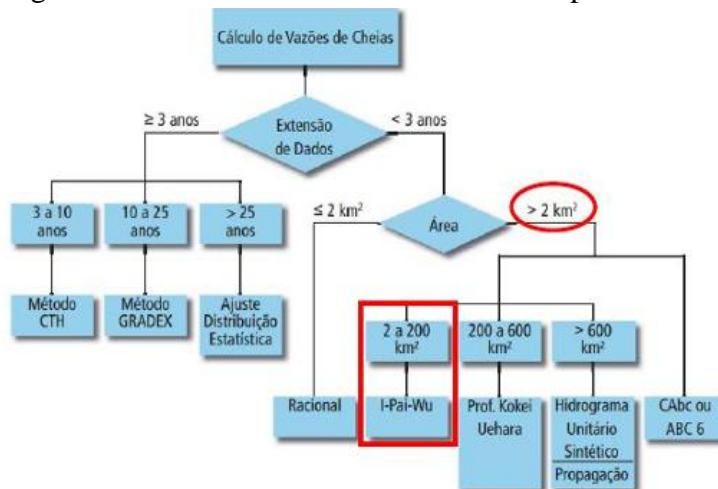 Cálculo de Vazões de Cheias
≥ 3 anos
< 3 anos
Extensão
de Dados
3 a 10
anos
10 a 25
anos
> 25
anos
≤ 2 km²
Área
> 2 km²
Método
CTH
Método
GRADEX
Ajuste
Distribuição
Estatística
2 a 200
km²
200 a 600
km²
> 600
km²
Racional
I-Pai-Wu
Prof. Kokei
Uehara
Hidrograma
Unitário
Sintético
Propagação
CAbc ou
ABC 6